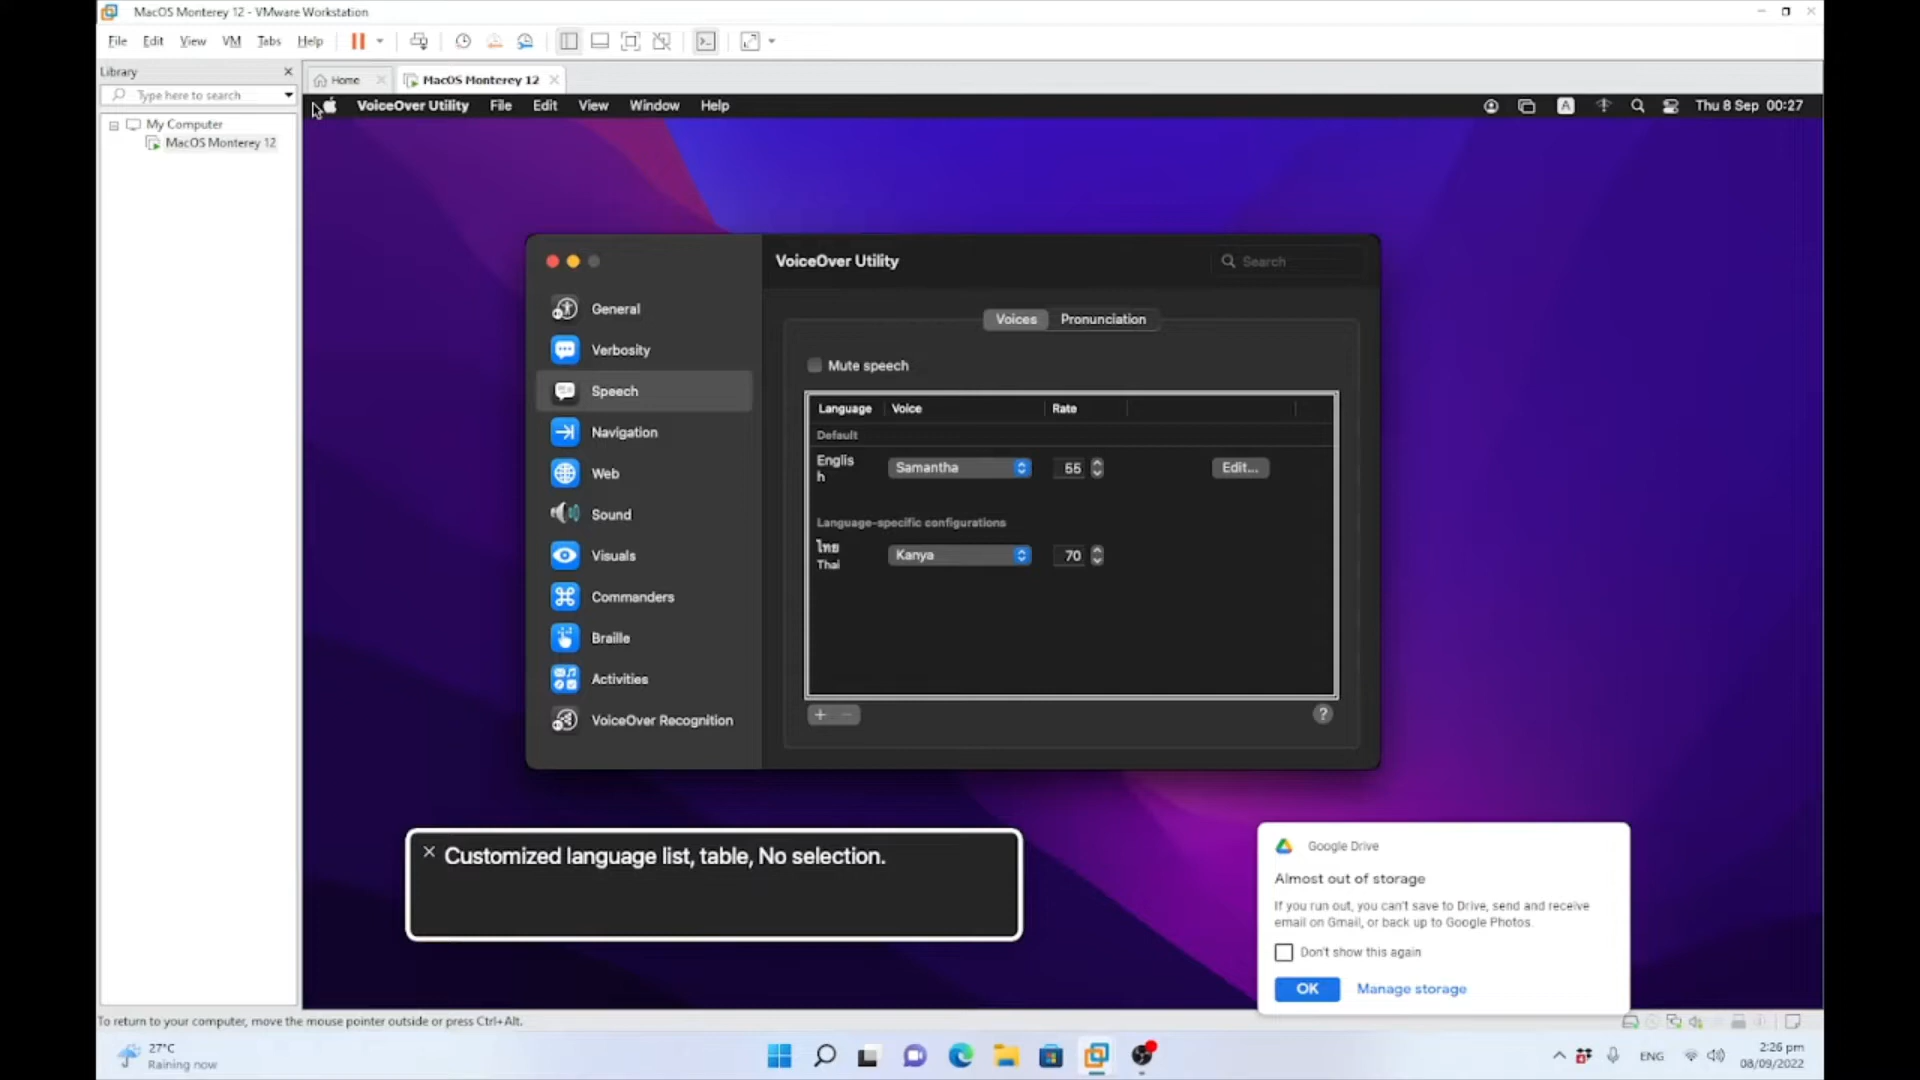 MacOS Monterey 12 - VMware Workstation
File Edit View VM Tabs Help
Library
Type here to search
My Computer
MacOS Monterey 12
Home
MacOS Monterey 12
VoiceOver Utility File Edit View Window Help
A
Thu 8 Sep 00:27
VoiceOver Utility
Search
General
Verbosity
Speech
Navigation
Web
Sound
Visuals
Commanders
Braille
Activities
VoiceOver Recognition
Voices Pronunciation
Mute speech
Language Voice Rate
Default
Englis
h
Samantha 55 Edit...
Language-specific configurations
ไทย
Thai
Kanya 70
+ −
?
× Customized language list, table, No selection.
Google Drive
Almost out of storage
If you run out, you can't save to Drive, send and receive
email on Gmail, or back up to Google Photos.
Don't show this again
OK Manage storage
To return to your computer, move the mouse pointer outside or press Ctrl+Alt.
27°C
Raining now
ENG
2:26 pm
08/09/2022